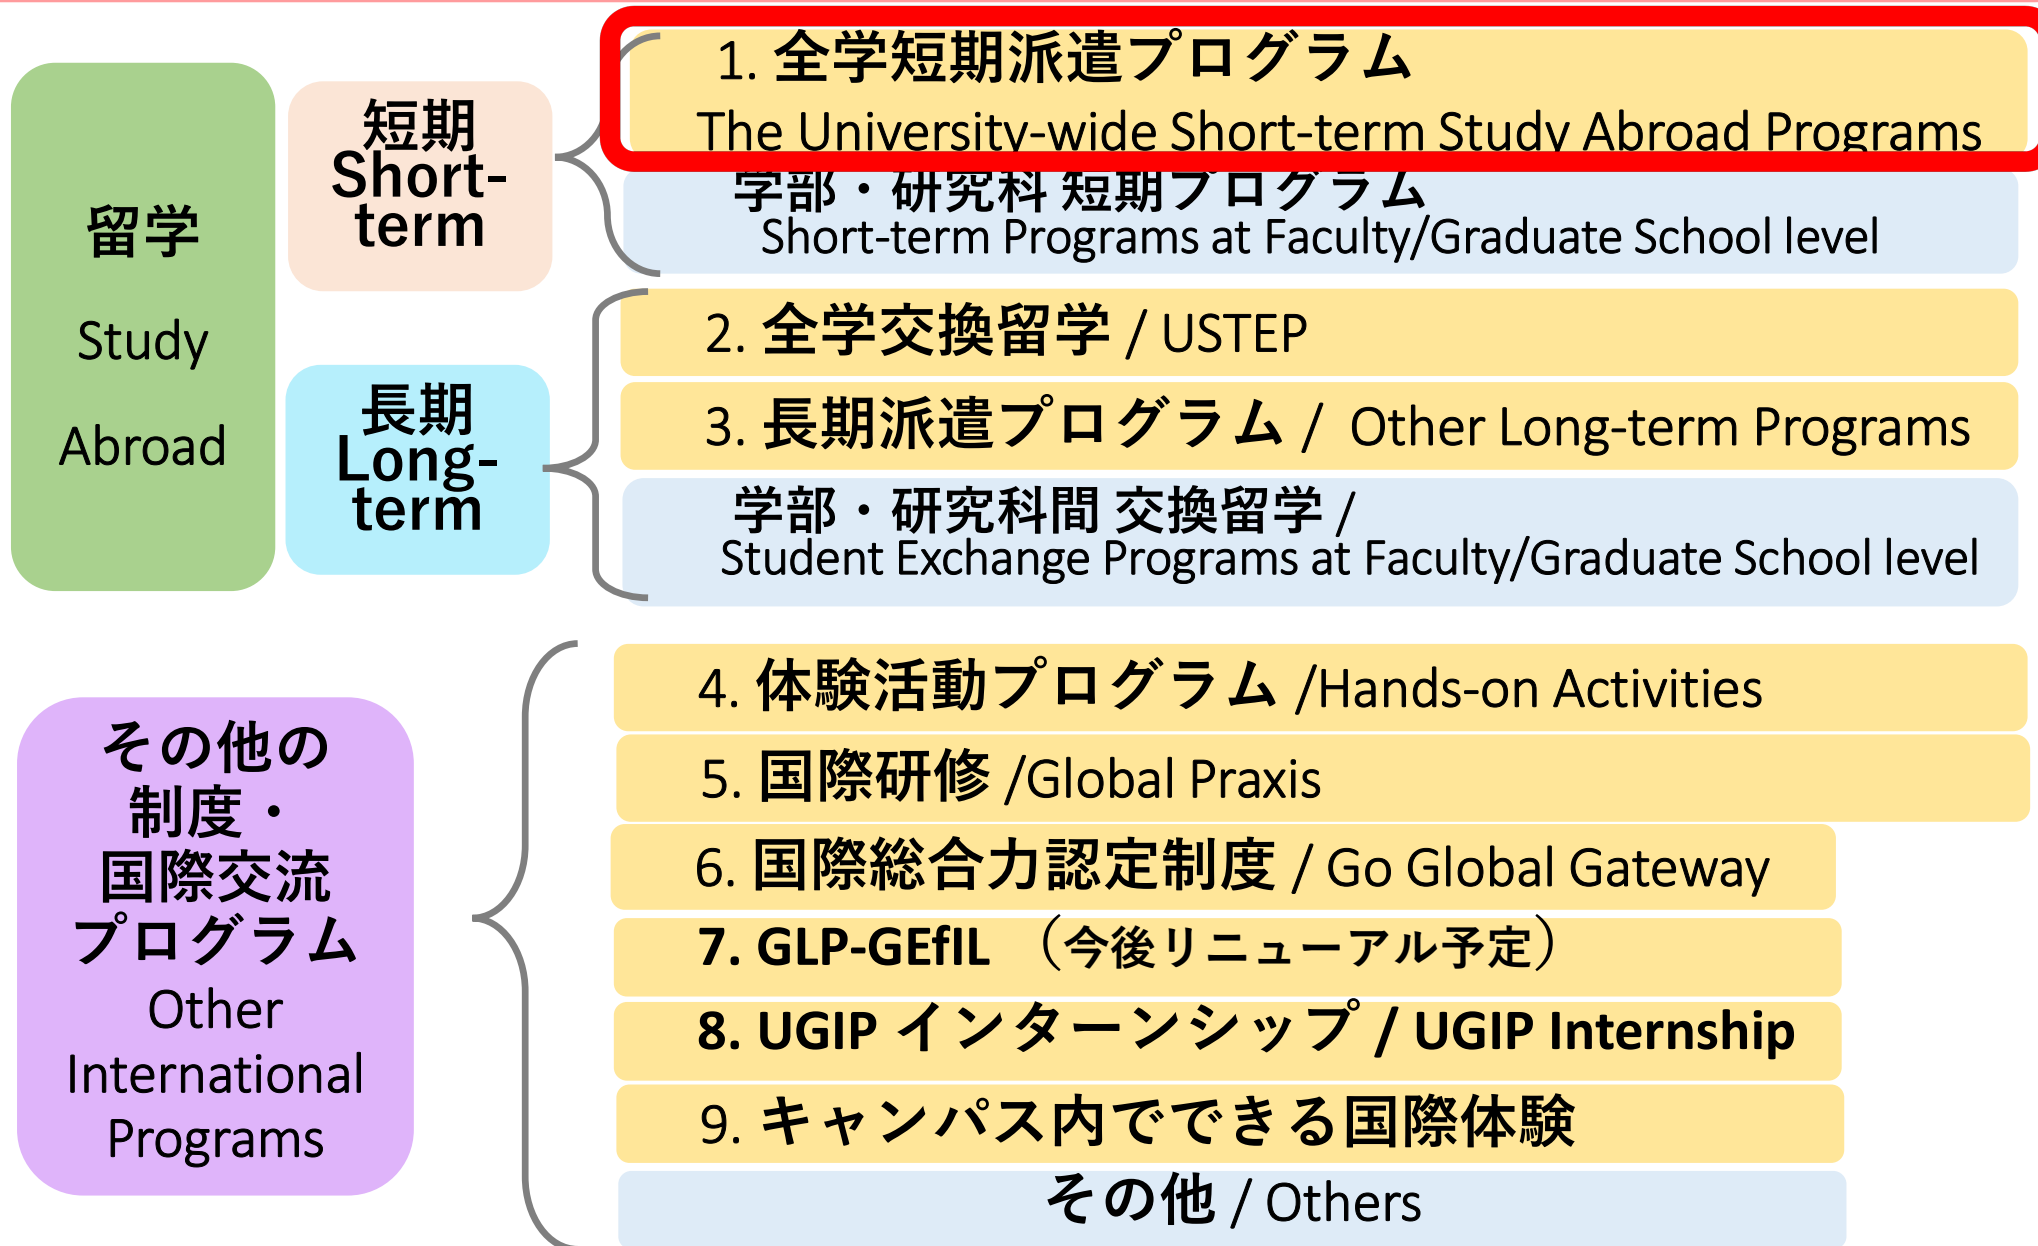 留学
Study
Abroad
短期
Short-
term
1. 全学短期派遣プログラム
The University-wide Short-term Study Abroad Programs
学部・研究科 短期プログラム
Short-term Programs at Faculty/Graduate School level
長期
Long-
term
2. 全学交換留学 / USTEP
3. 長期派遣プログラム / Other Long-term Programs
学部・研究科間 交換留学 /
Student Exchange Programs at Faculty/Graduate School level
その他の
制度・
国際交流
プログラム
Other
International
Programs
4. 体験活動プログラム /Hands-on Activities
5. 国際研修 /Global Praxis
6. 国際総合力認定制度 / Go Global Gateway
7. GLP-GEfIL （今後リニューアル予定）
8. UGIP インターンシップ / UGIP Internship
9. キャンパス内でできる国際体験
その他 / Others